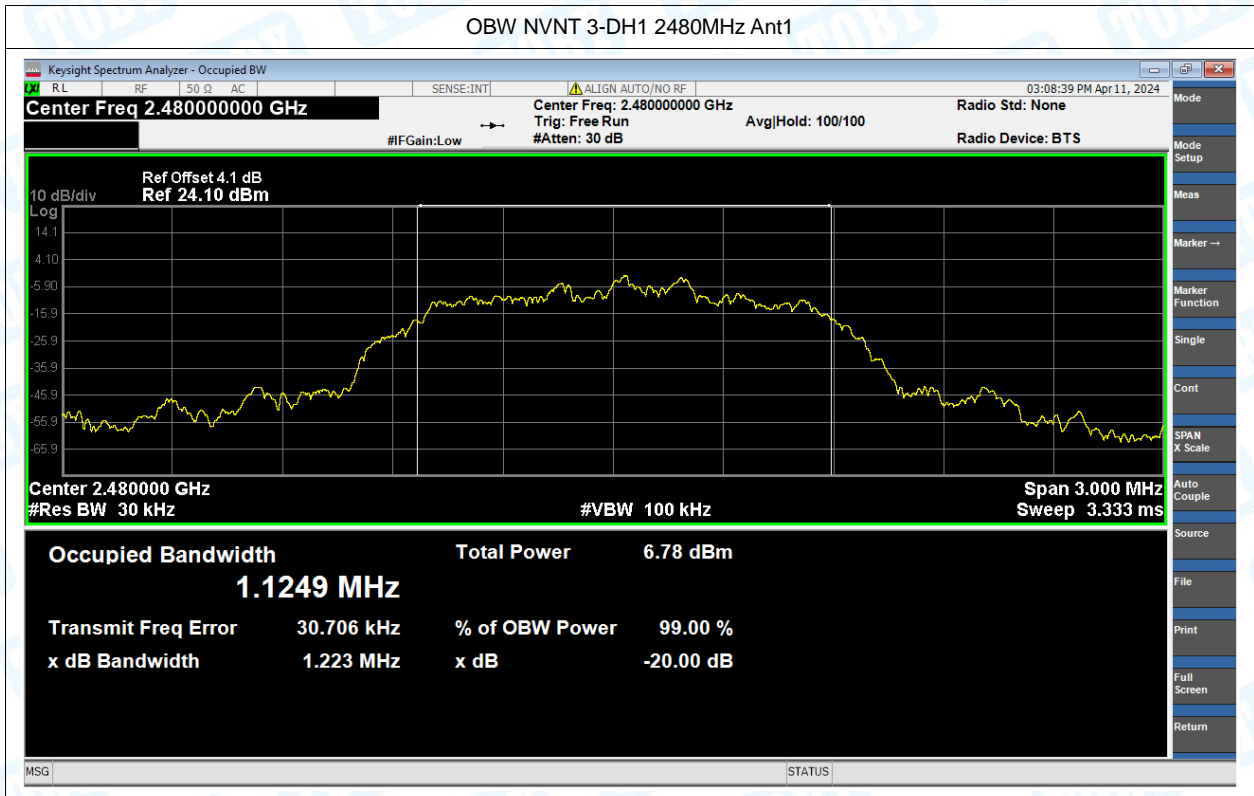 OBW NVNT 3-DH1 2480MHz Ant1
Keysight Spectrum Analyzer - Occupied BW
LXI RL RF 50 Ω AC SENSE:INT ALIGN AUTO/NO RF 03:08:39 PM Apr 11, 2024
Center Freq 2.480000000 GHz
Center Freq: 2.480000000 GHz
Radio Std: None
Trig: Free Run
Avg|Hold: 100/100
#IFGain:Low
#Atten: 30 dB
Radio Device: BTS
Ref Offset 4.1 dB
10 dB/div Ref 24.10 dBm
Log
14.1
4.10
-5.90
-15.9
-25.9
-35.9
-45.9
-55.9
-65.9
Center 2.480000 GHz
Span 3.000 MHz
#Res BW 30 kHz
#VBW 100 kHz
Sweep 3.333 ms
Occupied Bandwidth
Total Power 6.78 dBm
1.1249 MHz
Transmit Freq Error 30.706 kHz
% of OBW Power 99.00 %
x dB Bandwidth 1.223 MHz
x dB -20.00 dB
Mode
Mode
Setup
Meas
Marker→
Marker
Function
Single
Cont
SPAN
X Scale
Auto
Couple
Source
File
Print
Full
Screen
Return
MSG
STATUS
TOBY